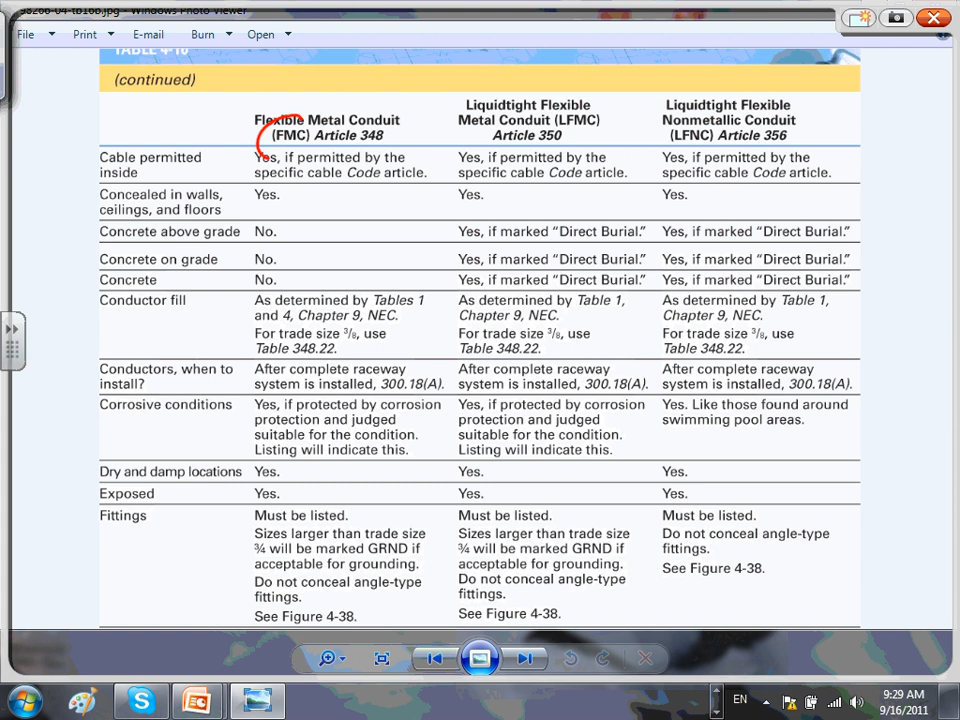 98266-04-tb16b.jpg - Windows Photo Viewer
File Print E-mail Burn Open
TABLE 4-16
(continued)
Flexible Metal Conduit
(FMC) Article 348
Liquidtight Flexible
Metal Conduit (LFMC)
Article 350
Liquidtight Flexible
Nonmetallic Conduit
(LFNC) Article 356
Cable permitted
inside
Yes, if permitted by the
specific cable Code article.
Yes, if permitted by the
specific cable Code article.
Yes, if permitted by the
specific cable Code article.
Concealed in walls,
ceilings, and floors
Yes.
Yes.
Yes.
Concrete above grade
No.
Yes, if marked “Direct Burial.”
Yes, if marked “Direct Burial.”
Concrete on grade
No.
Yes, if marked “Direct Burial.”
Yes, if marked “Direct Burial.”
Concrete
No.
Yes, if marked “Direct Burial.”
Yes, if marked “Direct Burial.”
Conductor fill
As determined by Tables 1
and 4, Chapter 9, NEC.
For trade size 3/8, use
Table 348.22.
As determined by Table 1,
Chapter 9, NEC.
For trade size 3/8, use
Table 348.22.
As determined by Table 1,
Chapter 9, NEC.
For trade size 3/8, use
Table 348.22.
Conductors, when to
install?
After complete raceway
system is installed, 300.18(A).
After complete raceway
system is installed, 300.18(A).
After complete raceway
system is installed, 300.18(A).
Corrosive conditions
Yes, if protected by corrosion
protection and judged
suitable for the condition.
Listing will indicate this.
Yes, if protected by corrosion
protection and judged
suitable for the condition.
Listing will indicate this.
Yes. Like those found around
swimming pool areas.
Dry and damp locations
Yes.
Yes.
Yes.
Exposed
Yes.
Yes.
Yes.
Fittings
Must be listed.
Sizes larger than trade size
¾ will be marked GRND if
acceptable for grounding.
Do not conceal angle-type
fittings.
See Figure 4-38.
Must be listed.
Sizes larger than trade size
¾ will be marked GRND if
acceptable for grounding.
Do not conceal angle-type
fittings.
See Figure 4-38.
Must be listed.
Do not conceal angle-type
fittings.
See Figure 4-38.
EN
9:29 AM
9/16/2011